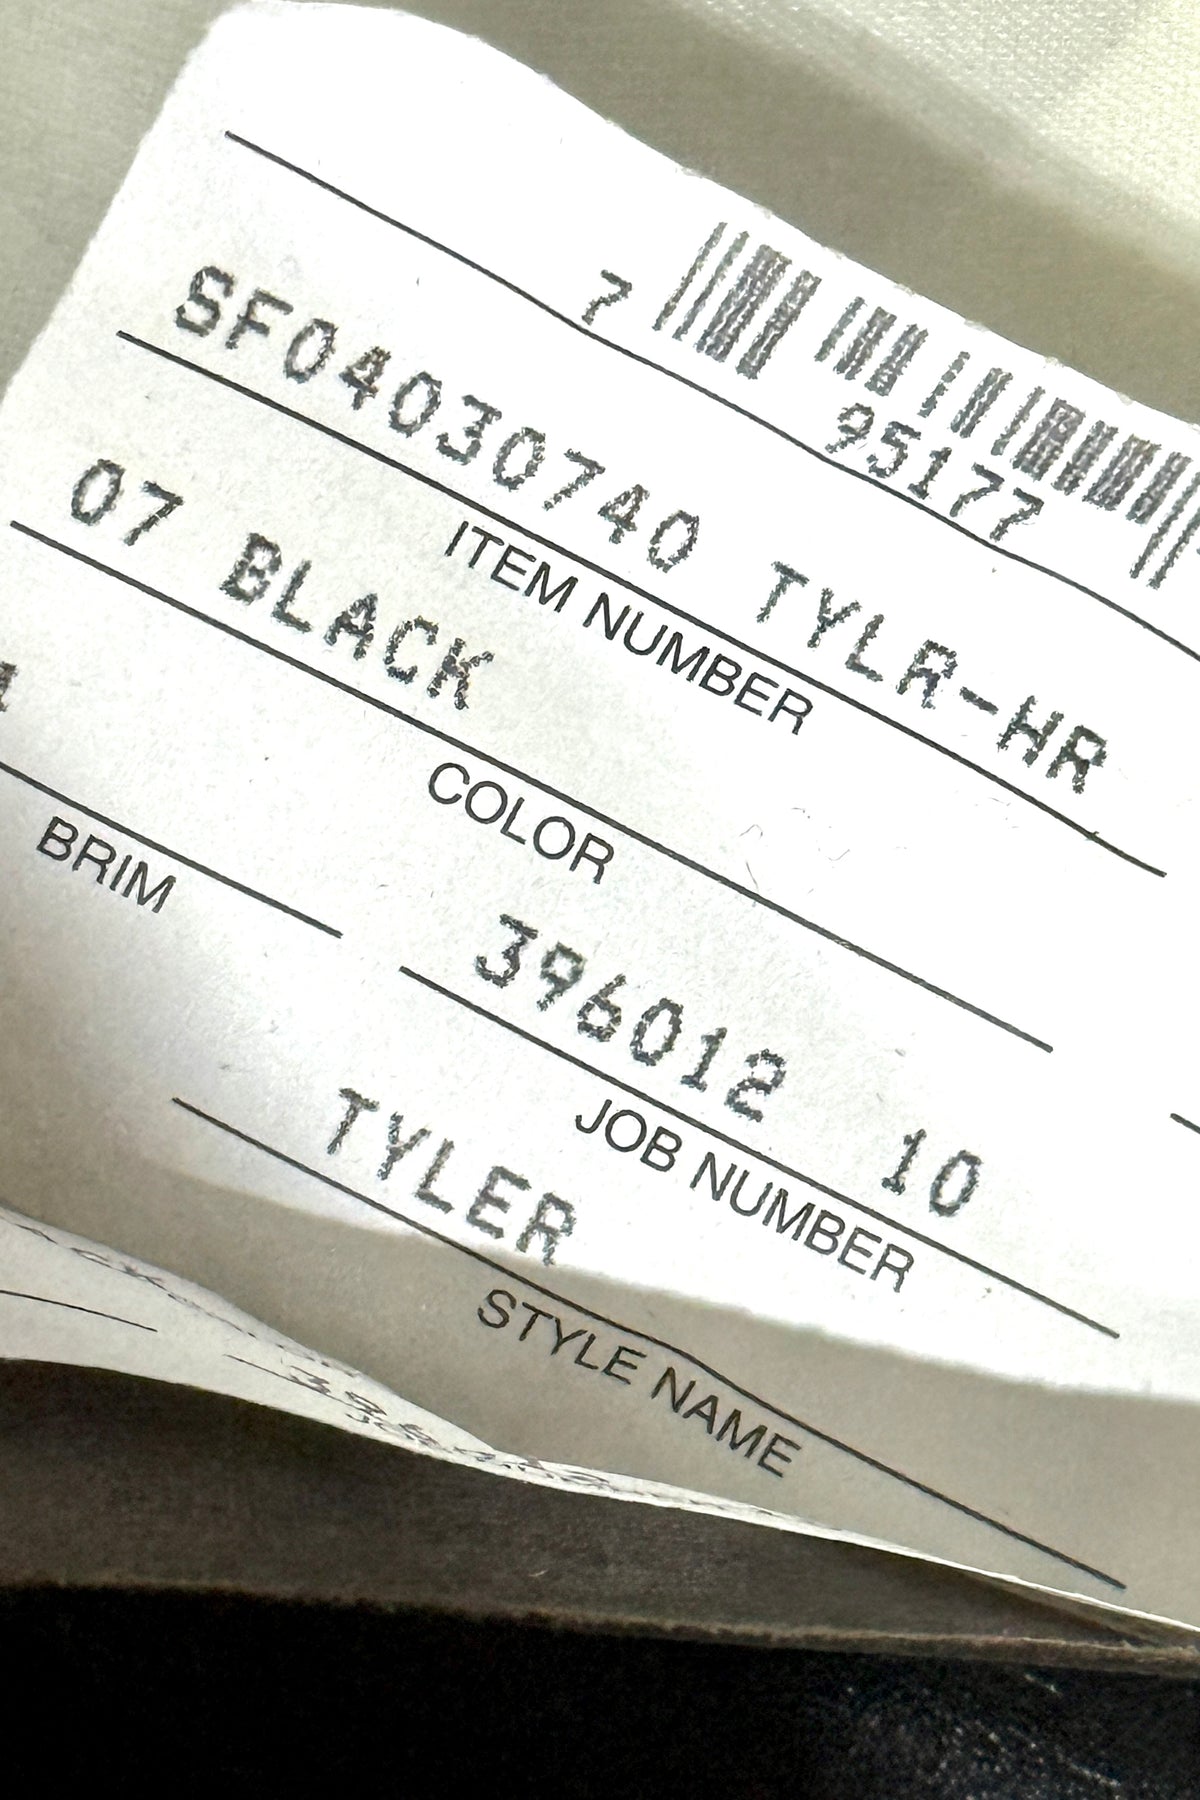 7 95177
SF04030740 TYLR-HR
ITEM NUMBER
07 BLACK
COLOR
BRIM
396012 10
JOB NUMBER
TYLER
STYLE NAME